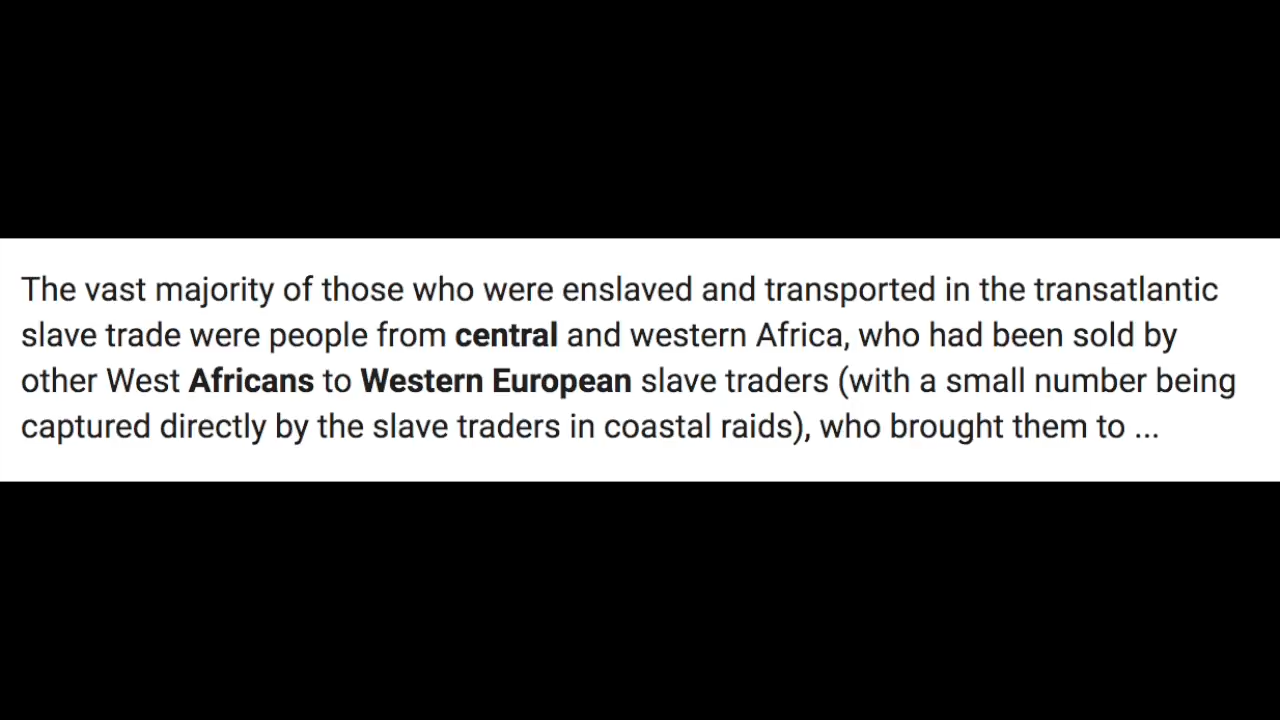 The vast majority of those who were enslaved and transported in the transatlantic
slave trade were people from central and western Africa, who had been sold by
other West Africans to Western European slave traders (with a small number being
captured directly by the slave traders in coastal raids), who brought them to ...